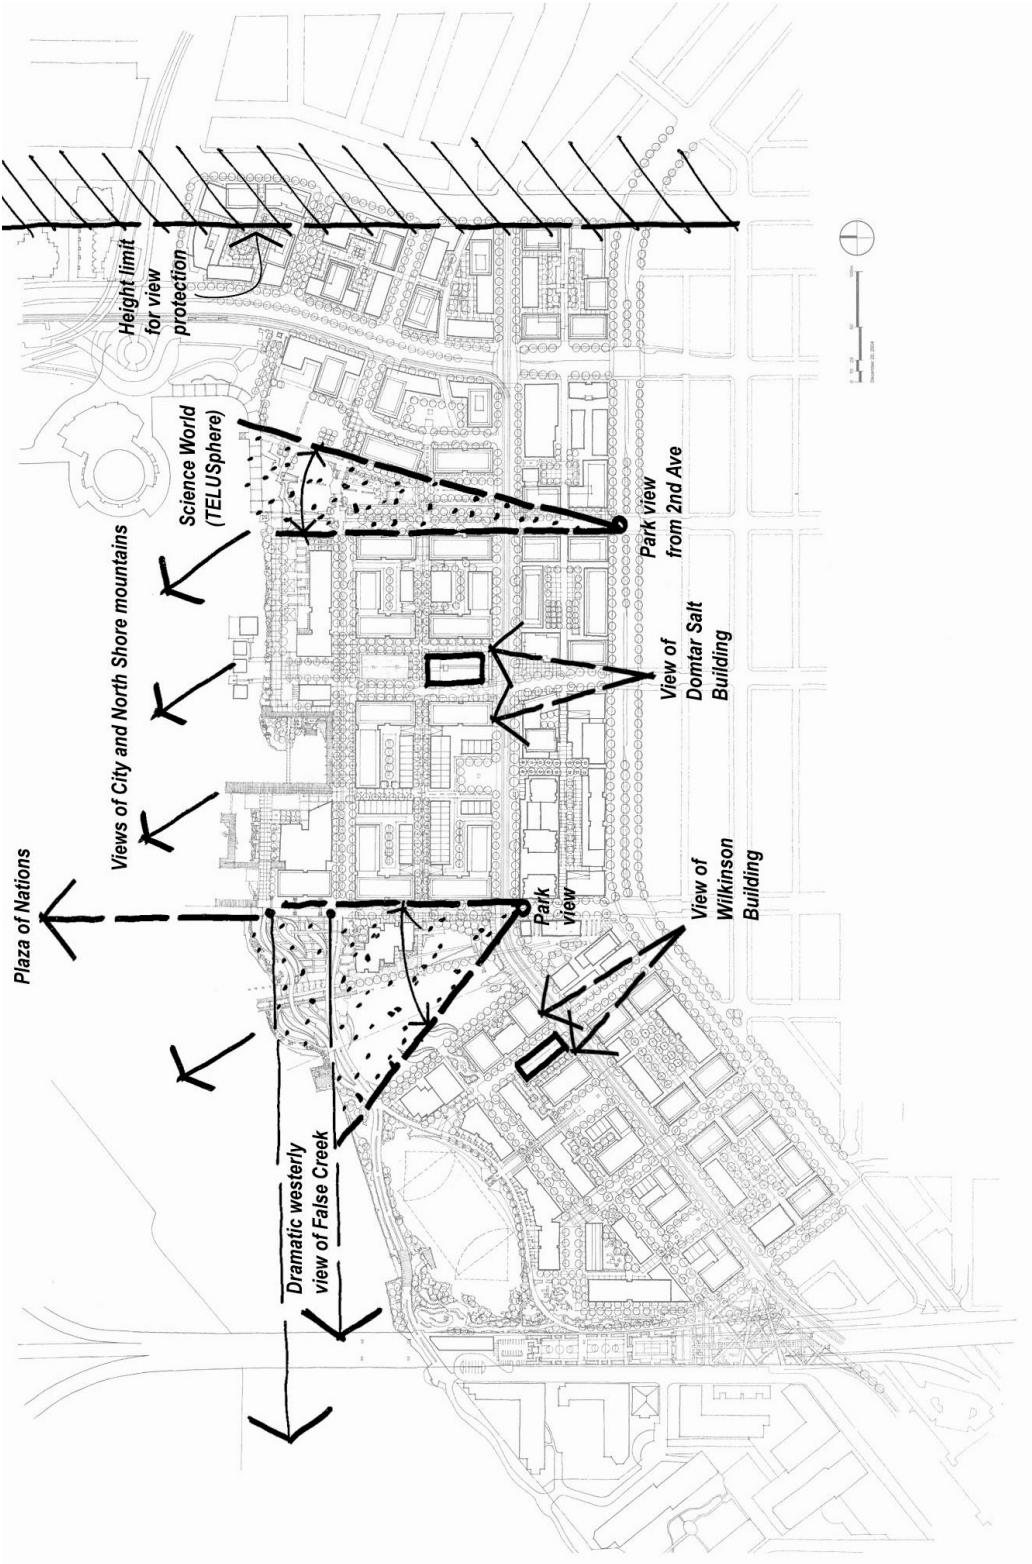 Plaza of Nations
Views of City and North Shore mountains
Science World
(TELUSphere)
Height limit
for view
protection
Dramatic westerly
view of False Creek
Park
view
Park view
from 2nd Ave
View of
Domtar Salt
Building
View of
Wilkinson
Building